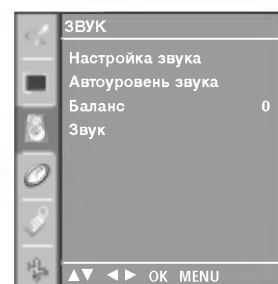 ЗВУК
Настройка звука
Автоуровень звука
Баланс 0
Звук
▲▼ ◄► OK MENU